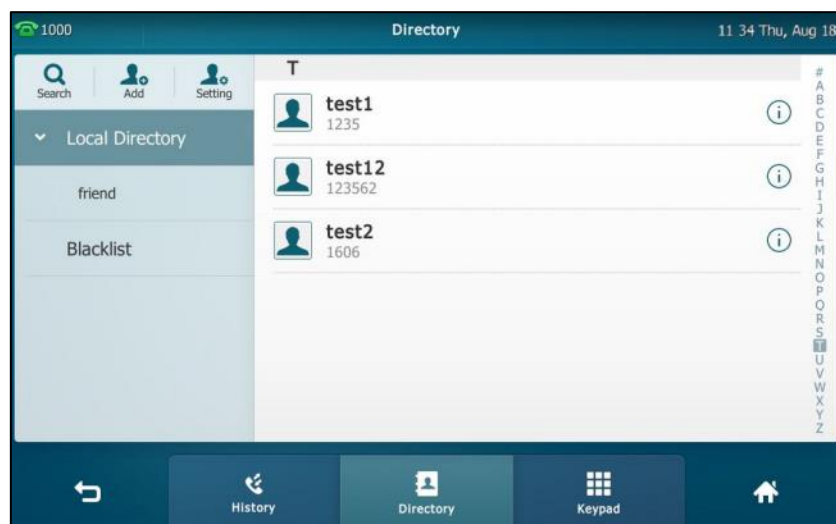 1000
Directory
11 34 Thu, Aug 18
Search
Add
Setting
Local Directory
friend
Blacklist
T
test1
1235
test12
123562
test2
1606
#
A
B
C
D
E
F
G
H
I
J
K
L
M
N
O
P
Q
R
S
T
U
V
W
X
Y
Z
History
Directory
Keypad